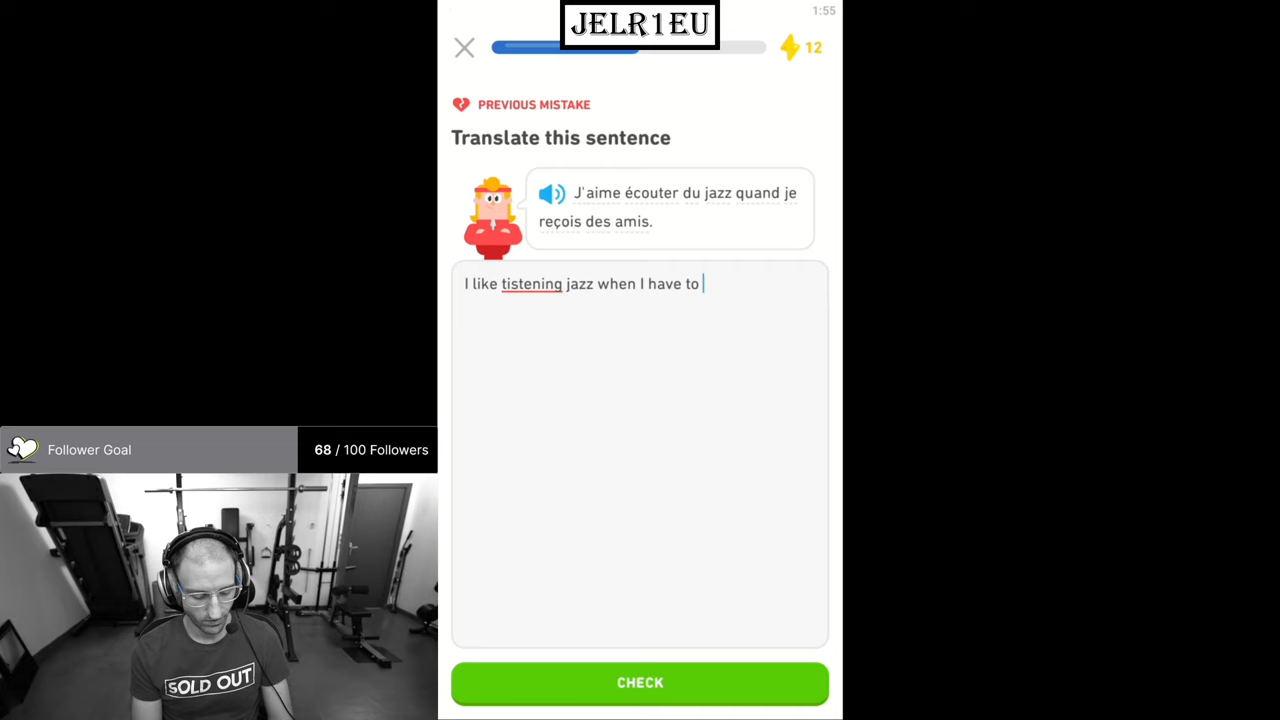 JELR1EU
1:55
12
PREVIOUS MISTAKE
Translate this sentence
J'aime écouter du jazz quand je
reçois des amis.
I like tistening jazz when I have to
Follower Goal
68 / 100 Followers
SOLD OUT
CHECK